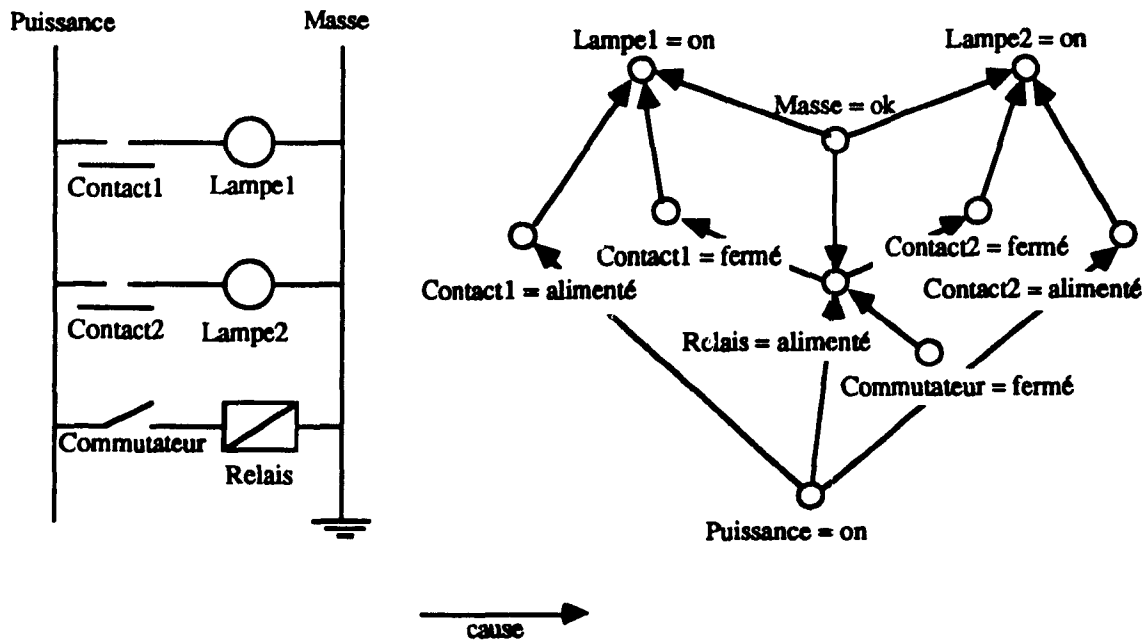 Puissance
Masse
Contact1
Lampe1
Contact2
Lampe2
Commutateur
Relais
Lampe1 = on
Lampe2 = on
Masse = ok
Contact1 = fermé
Contact2 = fermé
Contact1 = alimenté
Contact2 = alimenté
Relais = alimenté
Commutateur = fermé
Puissance = on
cause